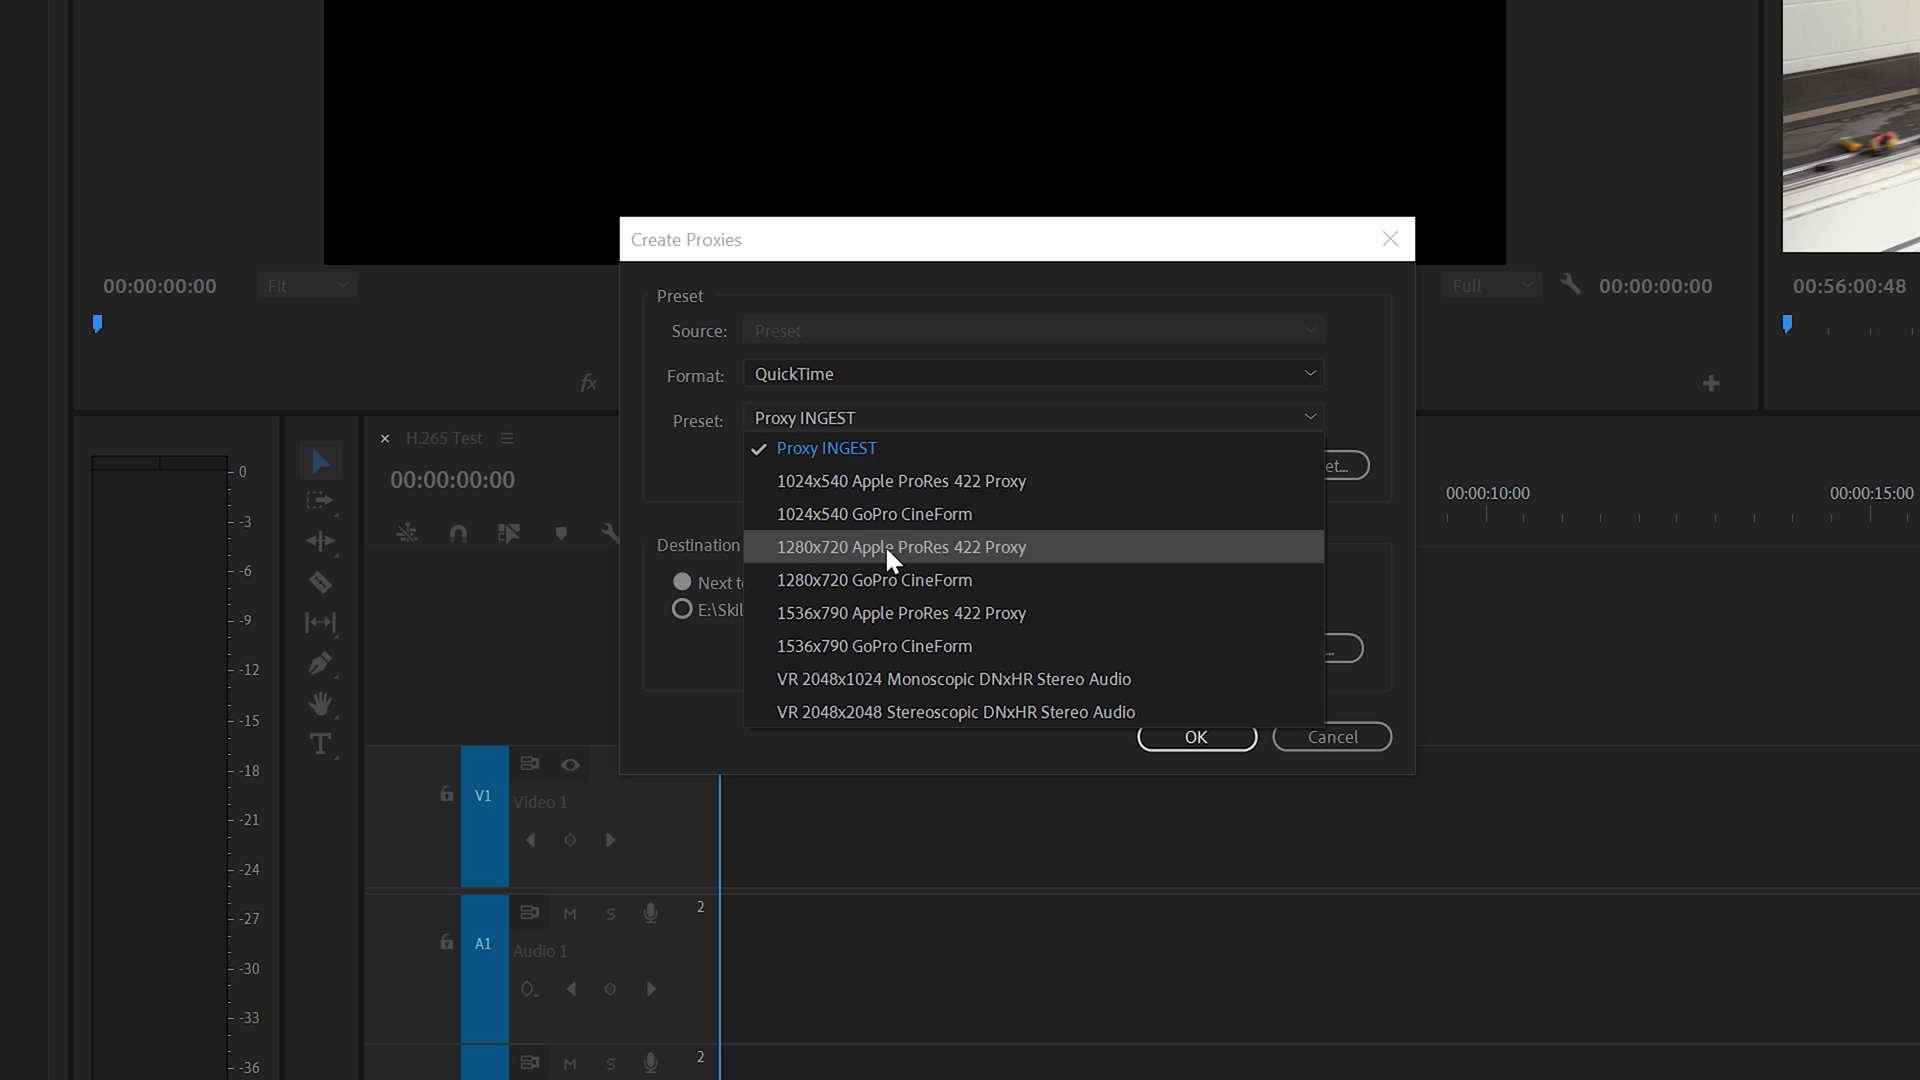 Create Proxies
00:00:00:00
Fit
Full
00:00:00:00
00:56:00:48
fx
Preset
Source:
Preset
Format:
QuickTime
Preset:
Proxy INGEST
Proxy INGEST
1024x540 Apple ProRes 422 Proxy
1024x540 GoPro CineForm
1280x720 Apple ProRes 422 Proxy
1280x720 GoPro CineForm
1536x790 Apple ProRes 422 Proxy
1536x790 GoPro CineForm
VR 2048x1024 Monoscopic DNxHR Stereo Audio
VR 2048x2048 Stereoscopic DNxHR Stereo Audio
et...
Destination
Next t
E:\Skil
...
OK
Cancel
H.265 Test
00:00:00:00
00:00:10:00
00:00:15:00
0
-3
-6
-9
-12
-15
-18
-21
-24
-27
-30
-33
-36
T
V1
Video 1
A1
M
S
2
Audio 1
M
S
2